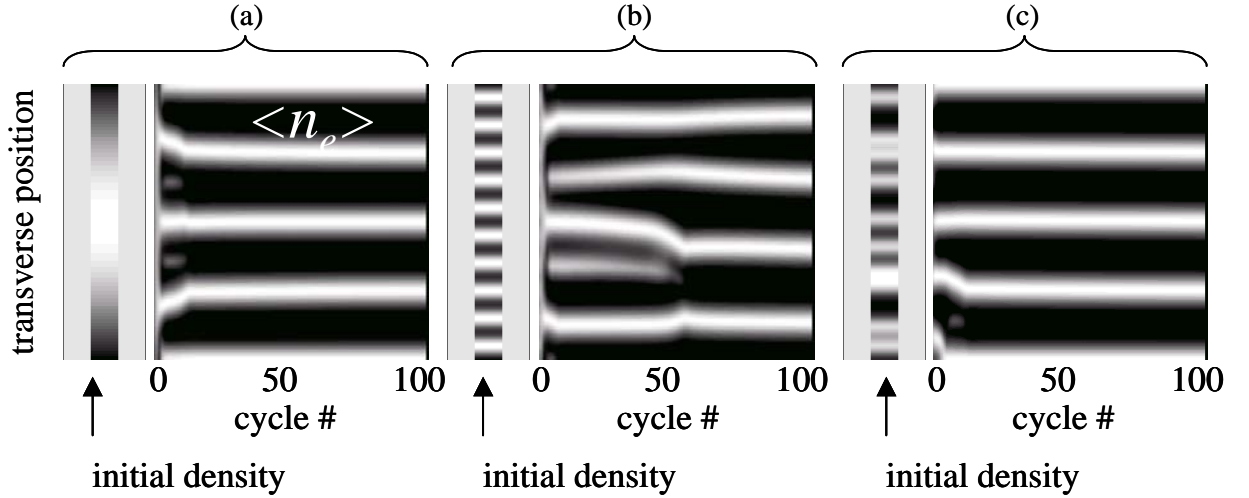 (a) (b) (c)
<n_e>
transverse position
0 50 100 0 50 100 0 50 100
cycle # cycle # cycle #
initial density initial density initial density